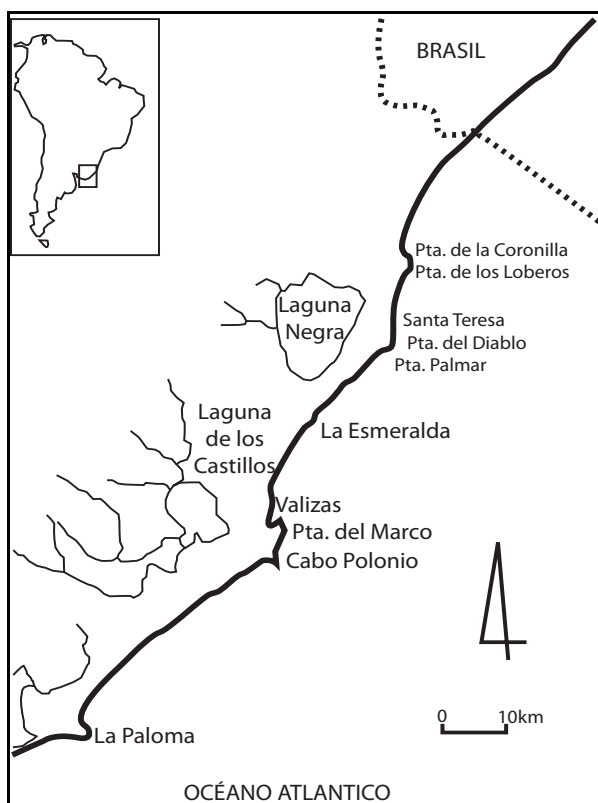 BRASIL
Pta. de la Coronilla
Pta. de los Loberos
Laguna
Negra
Santa Teresa
Pta. del Diablo
Pta. Palmar
Laguna
de los
Castillos
La Esmeralda
Valizas
Pta. del Marco
Cabo Polonio
0 10km
La Paloma
OCÉANO ATLANTICO